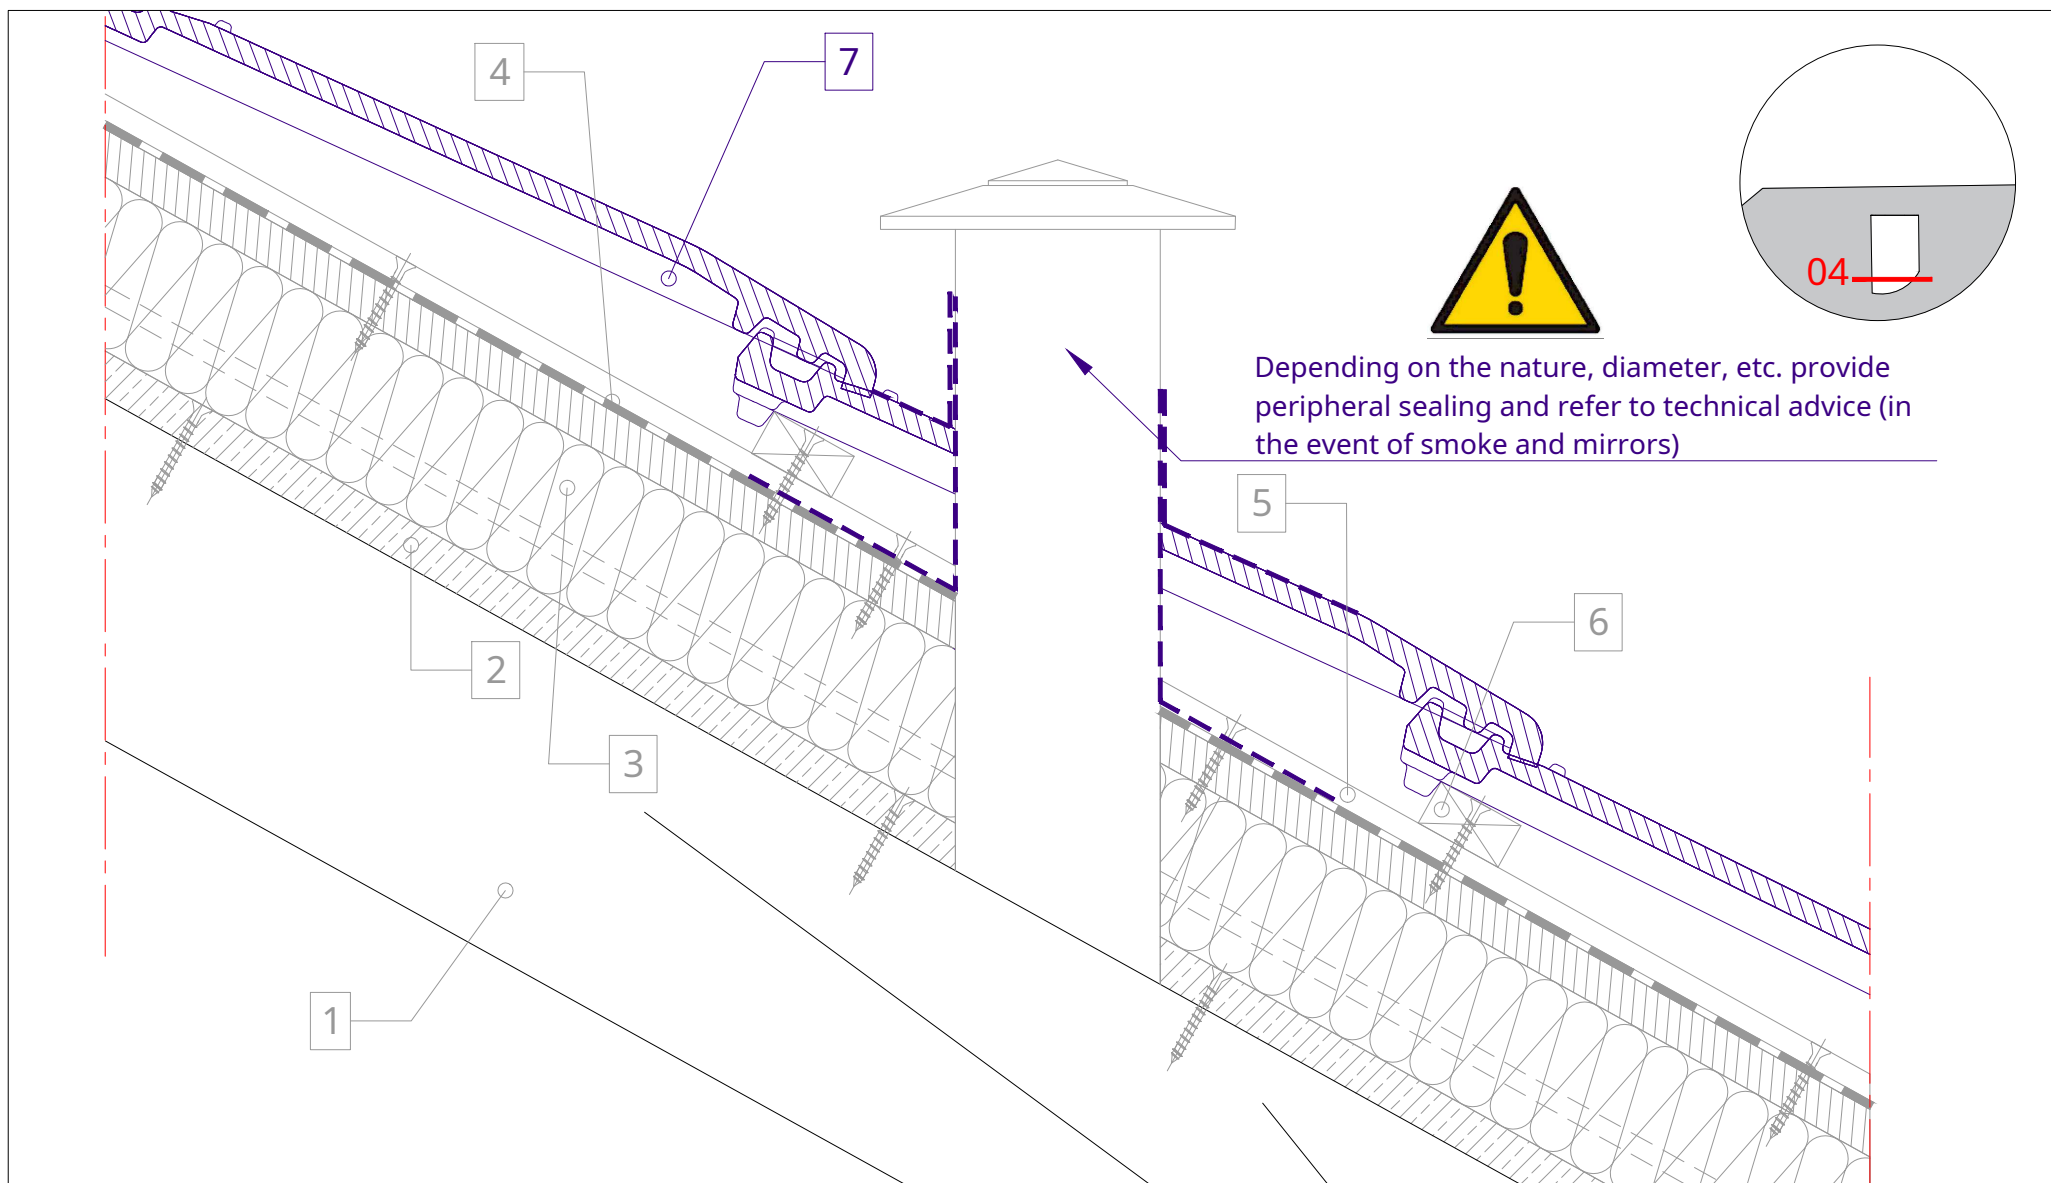 4
7
04
Depending on the nature, diameter, etc. provide
peripheral sealing and refer to technical advice (in
the event of smoke and mirrors)
5
6
2
3
1